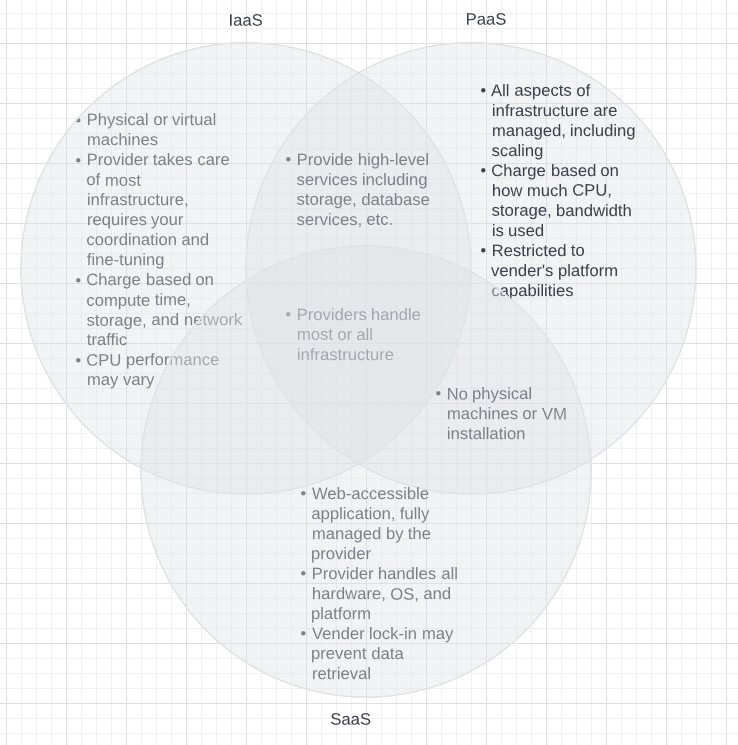 IaaS
PaaS
• Physical or virtual
machines
• Provider takes care
of most
infrastructure,
requires your
coordination and
fine-tuning
• Charge based on
compute time,
storage, and network
traffic
• CPU performance
may vary
• Provide high-level
services including
storage, database
services, etc.
• All aspects of
infrastructure are
managed, including
scaling
• Charge based on
how much CPU,
storage, bandwidth
is used
• Restricted to
vender's platform
capabilities
• Providers handle
most or all
infrastructure
• No physical
machines or VM
installation
• Web-accessible
application, fully
managed by the
provider
• Provider handles all
hardware, OS, and
platform
• Vender lock-in may
prevent data
retrieval
SaaS